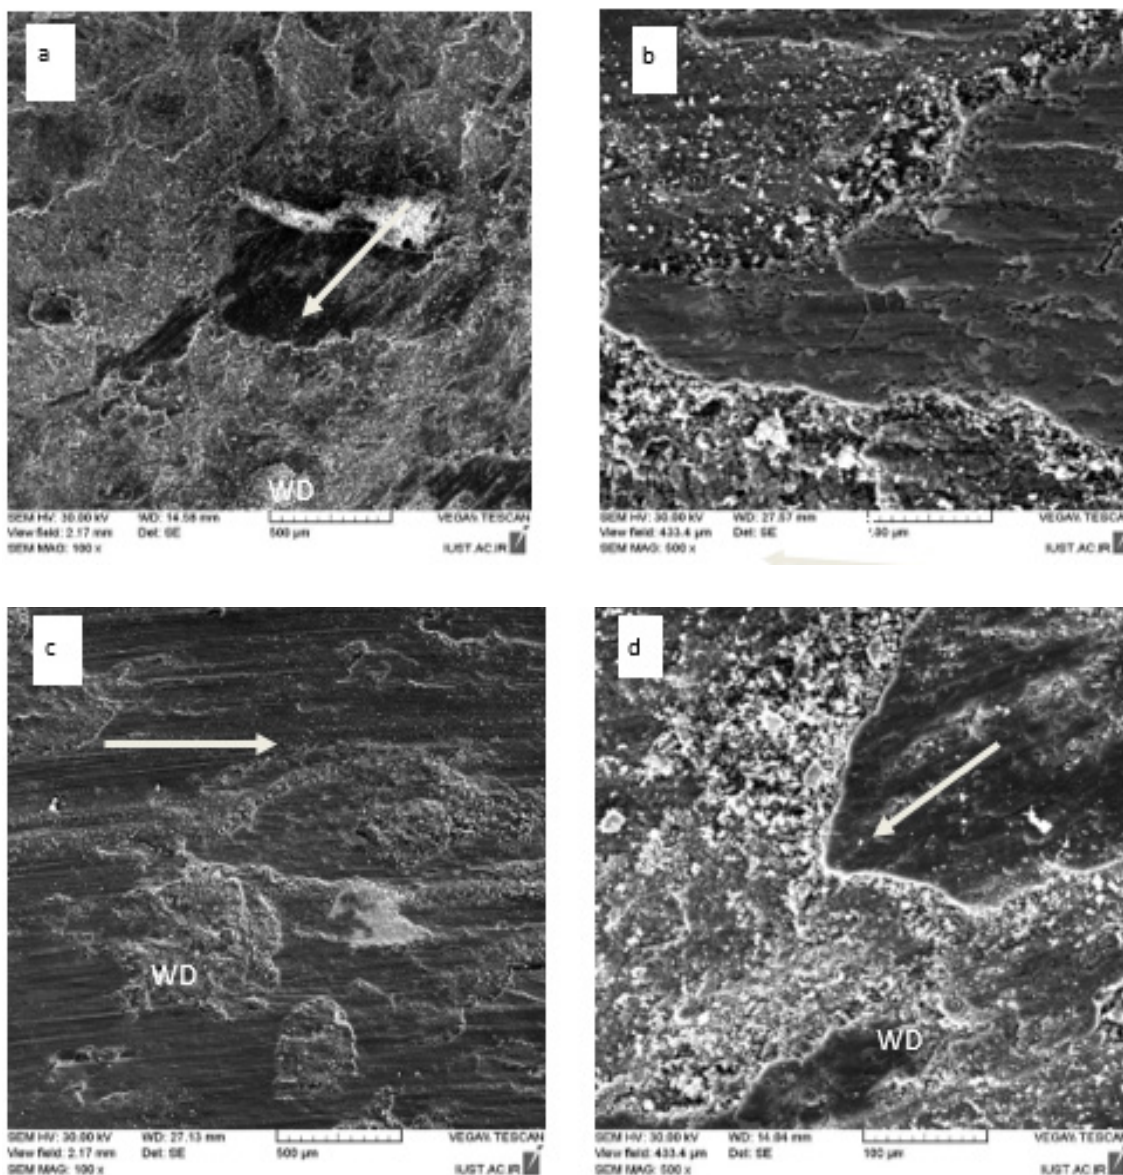 a
WD
SEM HV: 30.00 kV WD: 14.58 mm VEGA\\ TESCAN
View field: 2.17 mm Det: SE 500 µm
SEM MAG: 100 x IUST.AC.IR
b
SEM HV: 30.00 kV WD: 27.57 mm VEGA\\ TESCAN
View field: 433.4 µm Det: SE 100 µm
SEM MAG: 500 x IUST.AC.IR
c
WD
SEM HV: 30.00 kV WD: 27.13 mm VEGA\\ TESCAN
View field: 2.17 mm Det: SE 500 µm
SEM MAG: 100 x IUST.AC.IR
d
WD
SEM HV: 30.00 kV WD: 14.84 mm VEGA\\ TESCAN
View field: 433.4 µm Det: SE 100 µm
SEM MAG: 500 x IUST.AC.IR